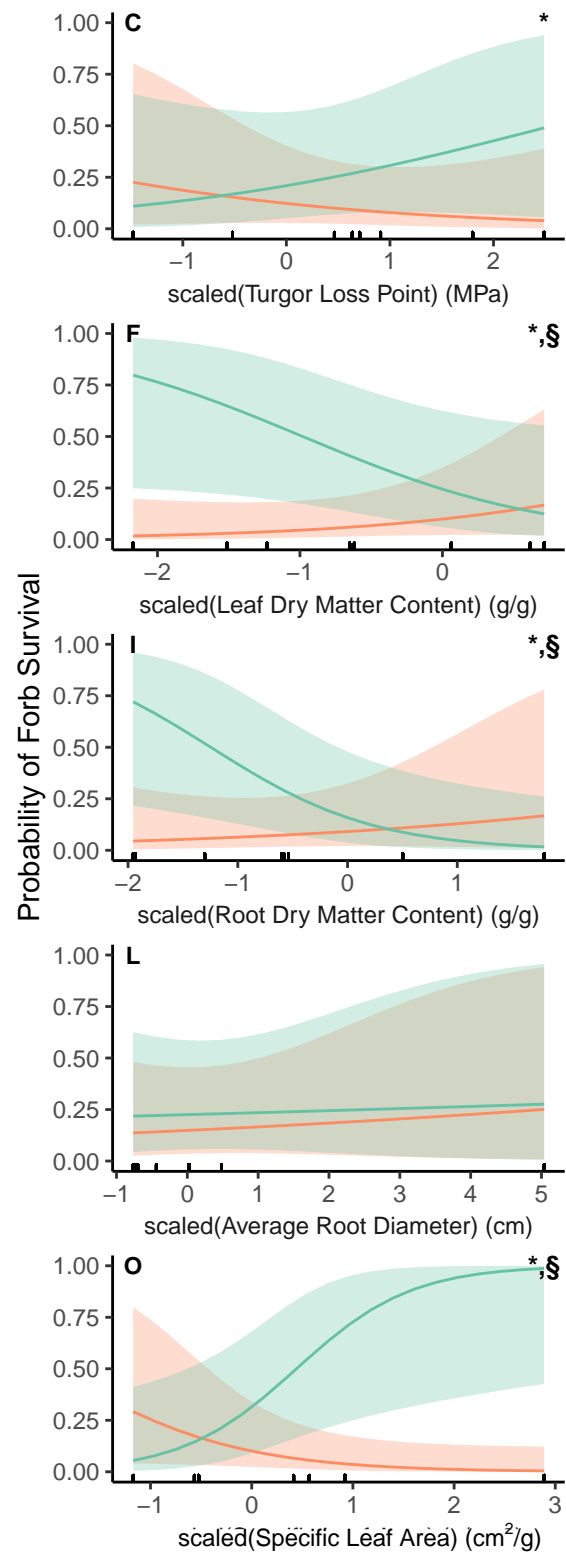 Probability of Forb Survival
C
*
1.00
0.75
0.50
0.25
0.00
−1 0 1 2
scaled(Turgor Loss Point) (MPa)
F
*,§
1.00
0.75
0.50
0.25
0.00
−2 −1 0
scaled(Leaf Dry Matter Content) (g/g)
I
*,§
1.00
0.75
0.50
0.25
0.00
−2 −1 0 1
scaled(Root Dry Matter Content) (g/g)
L
1.00
0.75
0.50
0.25
0.00
−1 0 1 2 3 4 5
scaled(Average Root Diameter) (cm)
O
*,§
1.00
0.75
0.50
0.25
0.00
−1 0 1 2 3
scaled(Specific Leaf Area) (cm²/g)